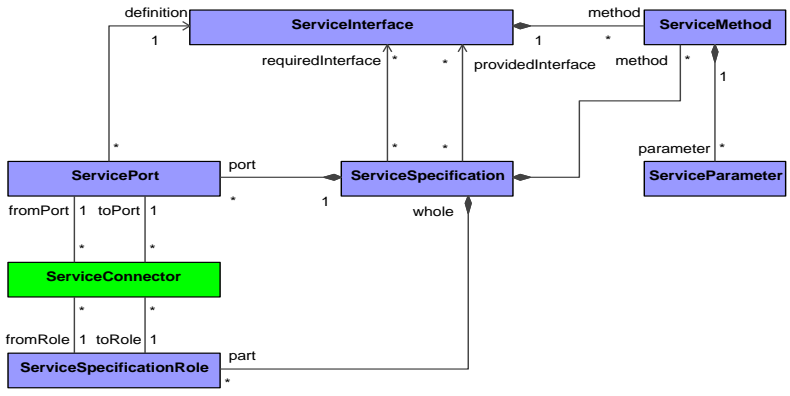 definition
ServiceInterface
method
ServiceMethod
1
1
*
requiredInterface
*
*
providedInterface
method
*
1
*
*
*
parameter
*
ServicePort
port
*
1
ServiceSpecification
ServiceParameter
fromPort
1
toPort
1
whole
*
*
ServiceConnector
*
*
fromRole
1
toRole
1
ServiceSpecificationRole
part
*